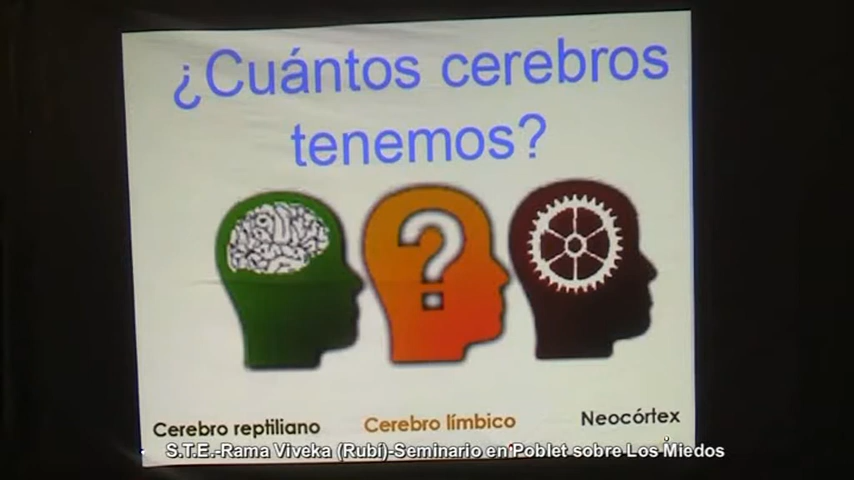 ¿Cuántos cerebros
tenemos?
Cerebro reptiliano
Cerebro límbico
Neocórtex
S.T.E.-Rama Viveka (Rubí)-Seminario en Poblet sobre Los Miedos